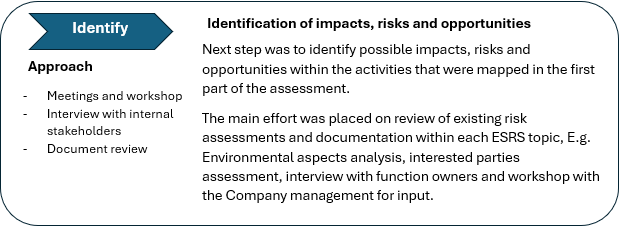 Identify
Approach
- Meetings and workshop
- Interview with internal
stakeholders
- Document review
Identification of impacts, risks and opportunities
Next step was to identify possible impacts, risks and
opportunities within the activities that were mapped in the first
part of the assessment.
The main effort was placed on review of existing risk
assessments and documentation within each ESRS topic, E.g.
Environmental aspects analysis, interested parties
assessment, interview with function owners and workshop with
the Company management for input.